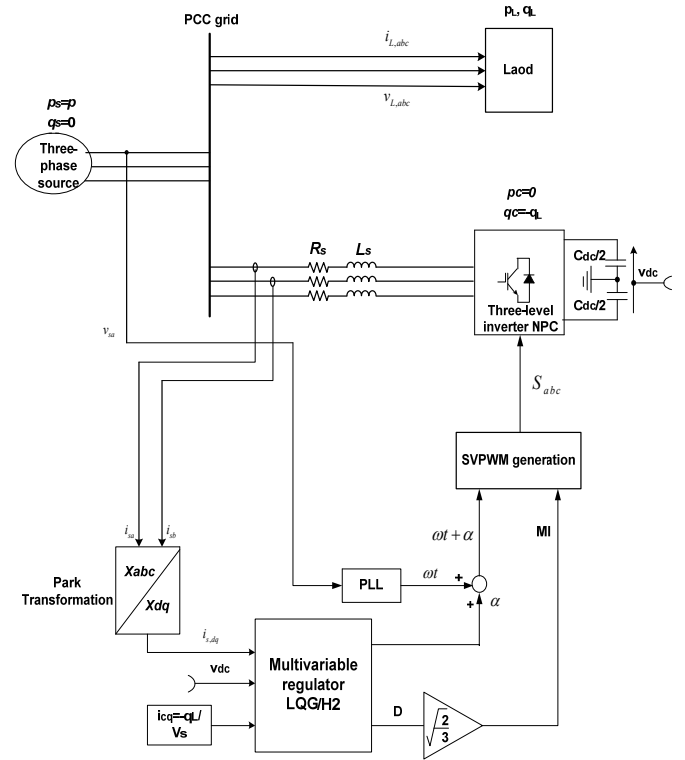 PCC grid
pL, qL
iL,abc
Laod
vL,abc
ps=p
qs=0
Three-
phase
source
pc=0
qc=-qL
Rs
Ls
Cdc/2
vdc
Cdc/2
Three-level
inverter NPC
vsa
Sabc
SVPWM generation
ωt+α
MI
isa
isb
Xabc
Xdq
Park
Transformation
PLL
ωt
+
+
α
is,dq
vdc
Multivariable
regulator
LQG/H2
icq=-qL/
Vs
D
√2/3